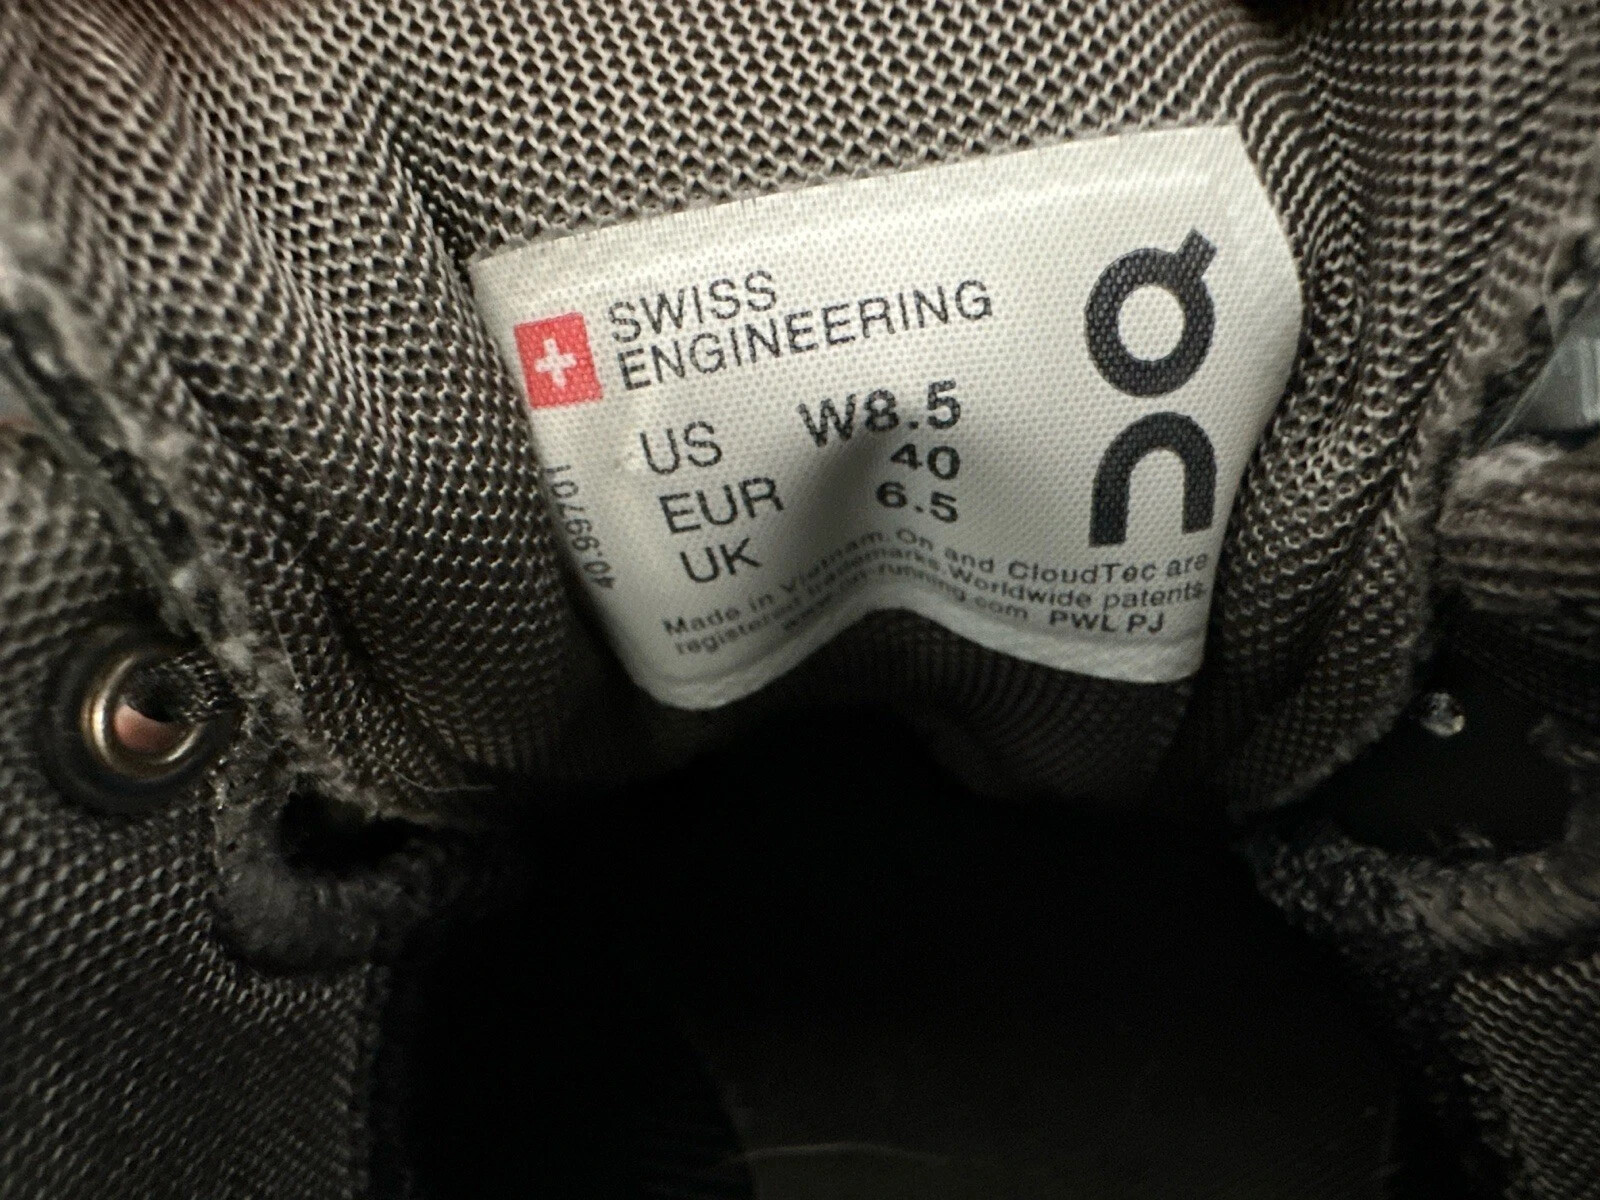 SWISS
ENGINEERING
US W8.5
EUR 40
UK 6.5
Made in Vietnam. On and CloudTec are
registered trademarks. Worldwide patents.
www.on-running.com PWL PJ
40.99701
on